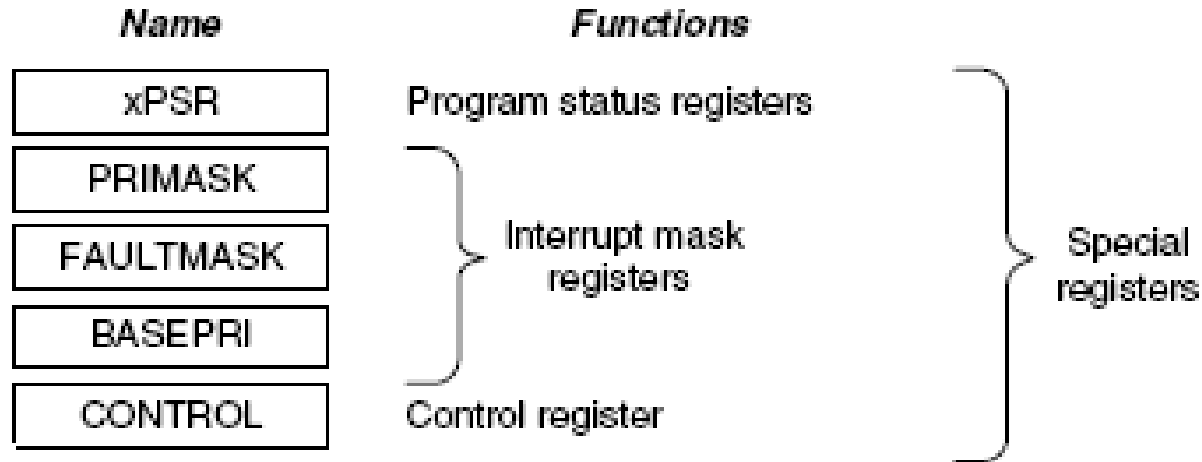 Name Functions
xPSR Program status registers
PRIMASK
Interrupt mask
registers
FAULTMASK
Special
registers
BASEPRI
CONTROL Control register